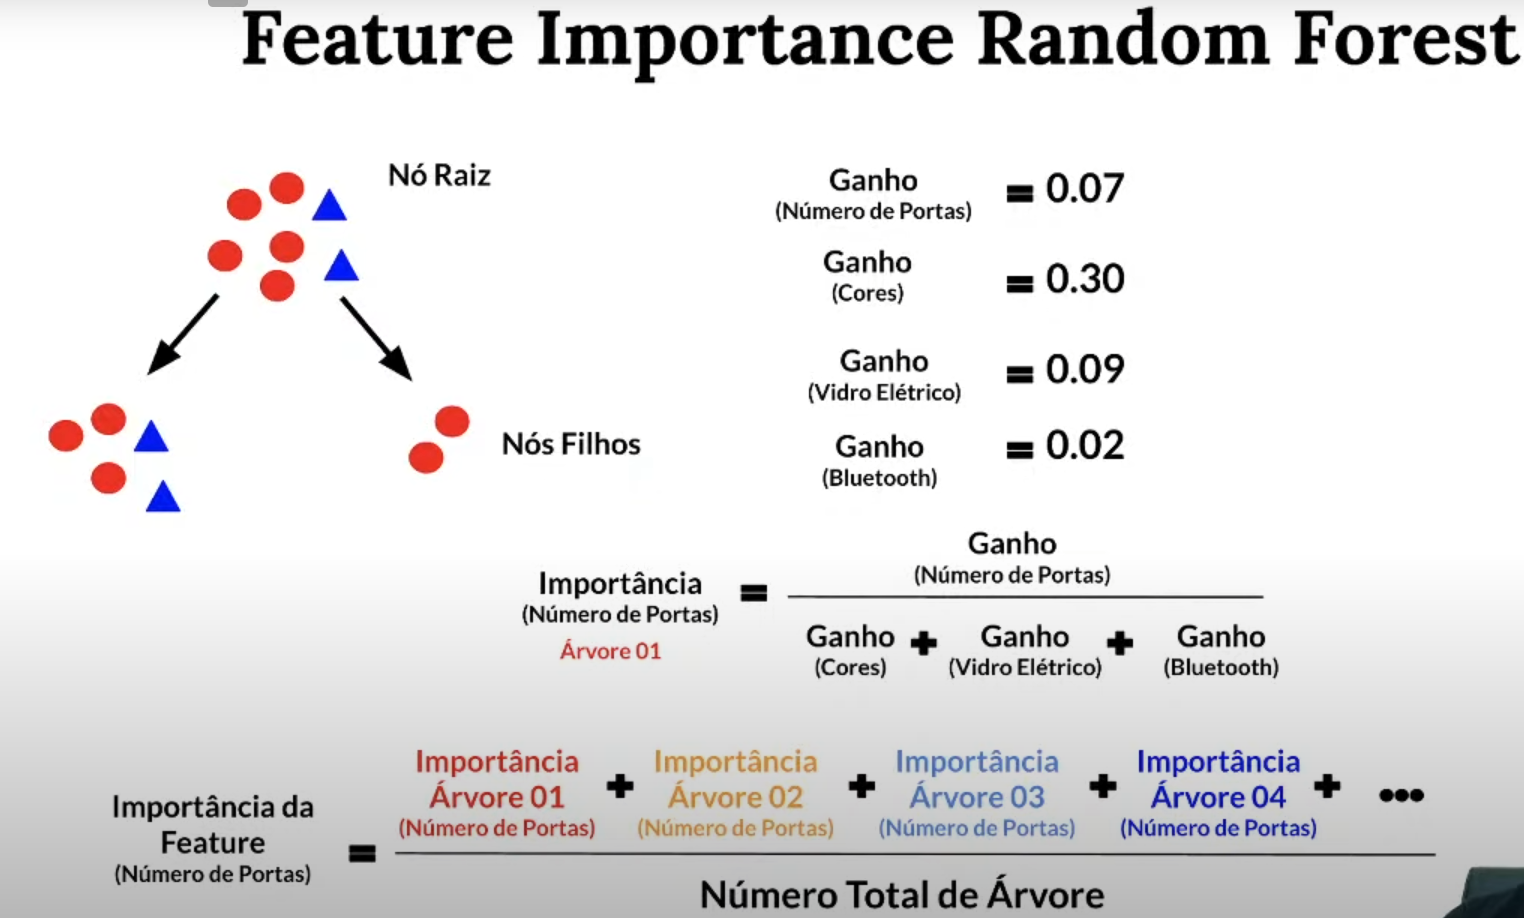 Feature Importance Random Forest
Nó Raiz
Nós Filhos
Ganho
(Número de Portas)
= 0.07
Ganho
(Cores)
= 0.30
Ganho
(Vidro Elétrico)
= 0.09
Ganho
(Bluetooth)
= 0.02
Importância
(Número de Portas)
Árvore 01
=
Ganho
(Número de Portas)
Ganho + Ganho + Ganho
(Cores) (Vidro Elétrico) (Bluetooth)
Importância da
Feature
(Número de Portas)
=
Importância + Importância + Importância + Importância + •••
Árvore 01 Árvore 02 Árvore 03 Árvore 04
(Número de Portas) (Número de Portas) (Número de Portas) (Número de Portas)
Número Total de Árvore